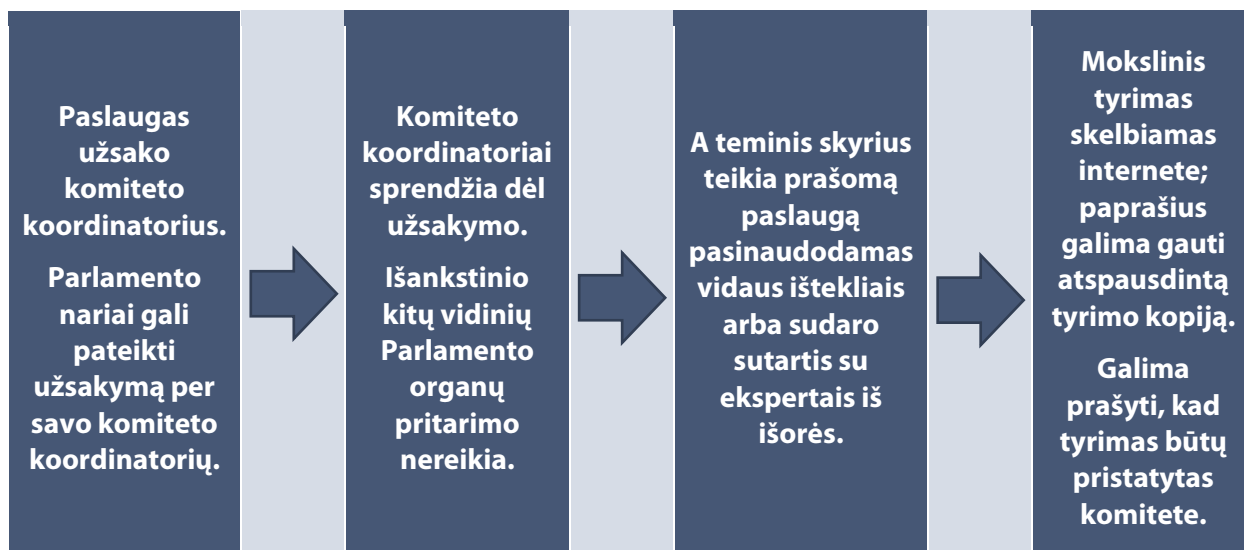 Paslaugas
užsako
komiteto
koordinatorius.
Parlamento
nariai gali
pateikti
užsakymą per
savo komiteto
koordinatorių.
Komiteto
koordinatoriai
sprendžia dėl
užsakymo.
Išankstinio
kitų vidinių
Parlamento
organų
pritarimo
nereikia.
A teminis skyrius
teikia prašomą
paslaugą
pasinaudodamas
vidaus ištekliais
arba sudaro
sutartis su
ekspertais iš
išorės.
Mokslinis
tyrimas
skelbiamas
internete;
paprašius
galima gauti
atspausdintą
tyrimo kopiją.
Galima
prašyti, kad
tyrimas būtų
pristatytas
komitete.